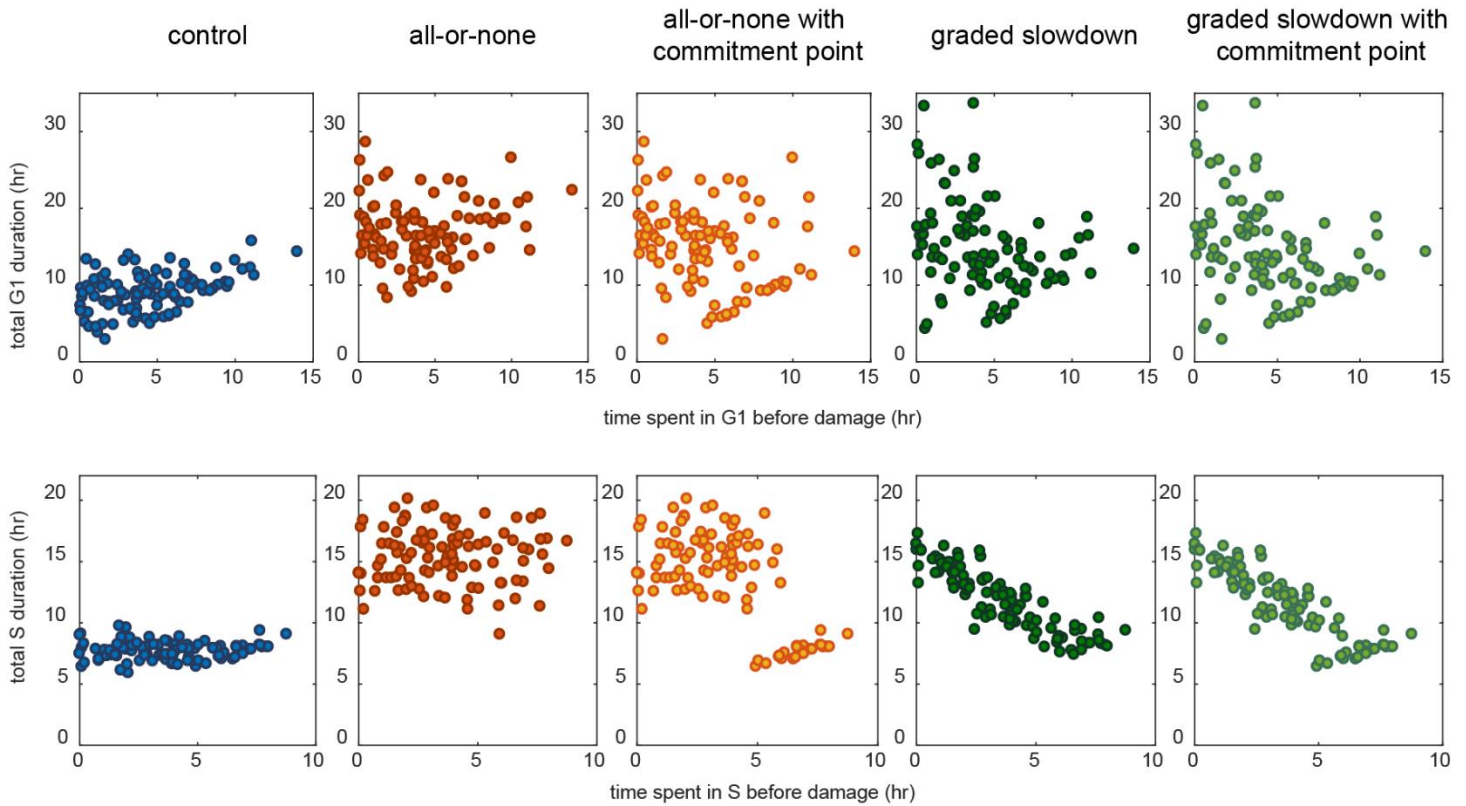 control
all-or-none
all-or-none with
commitment point
graded slowdown
graded slowdown with
commitment point
total G1 duration (hr)
30
20
10
0
0 5 10 15
30
20
10
0
0 5 10 15
30
20
10
0
0 5 10 15
30
20
10
0
0 5 10 15
30
20
10
0
0 5 10 15
time spent in G1 before damage (hr)
total S duration (hr)
20
15
10
5
0
0 5 10
20
15
10
5
0
0 5 10
20
15
10
5
0
0 5 10
20
15
10
5
0
0 5 10
20
15
10
5
0
0 5 10
time spent in S before damage (hr)